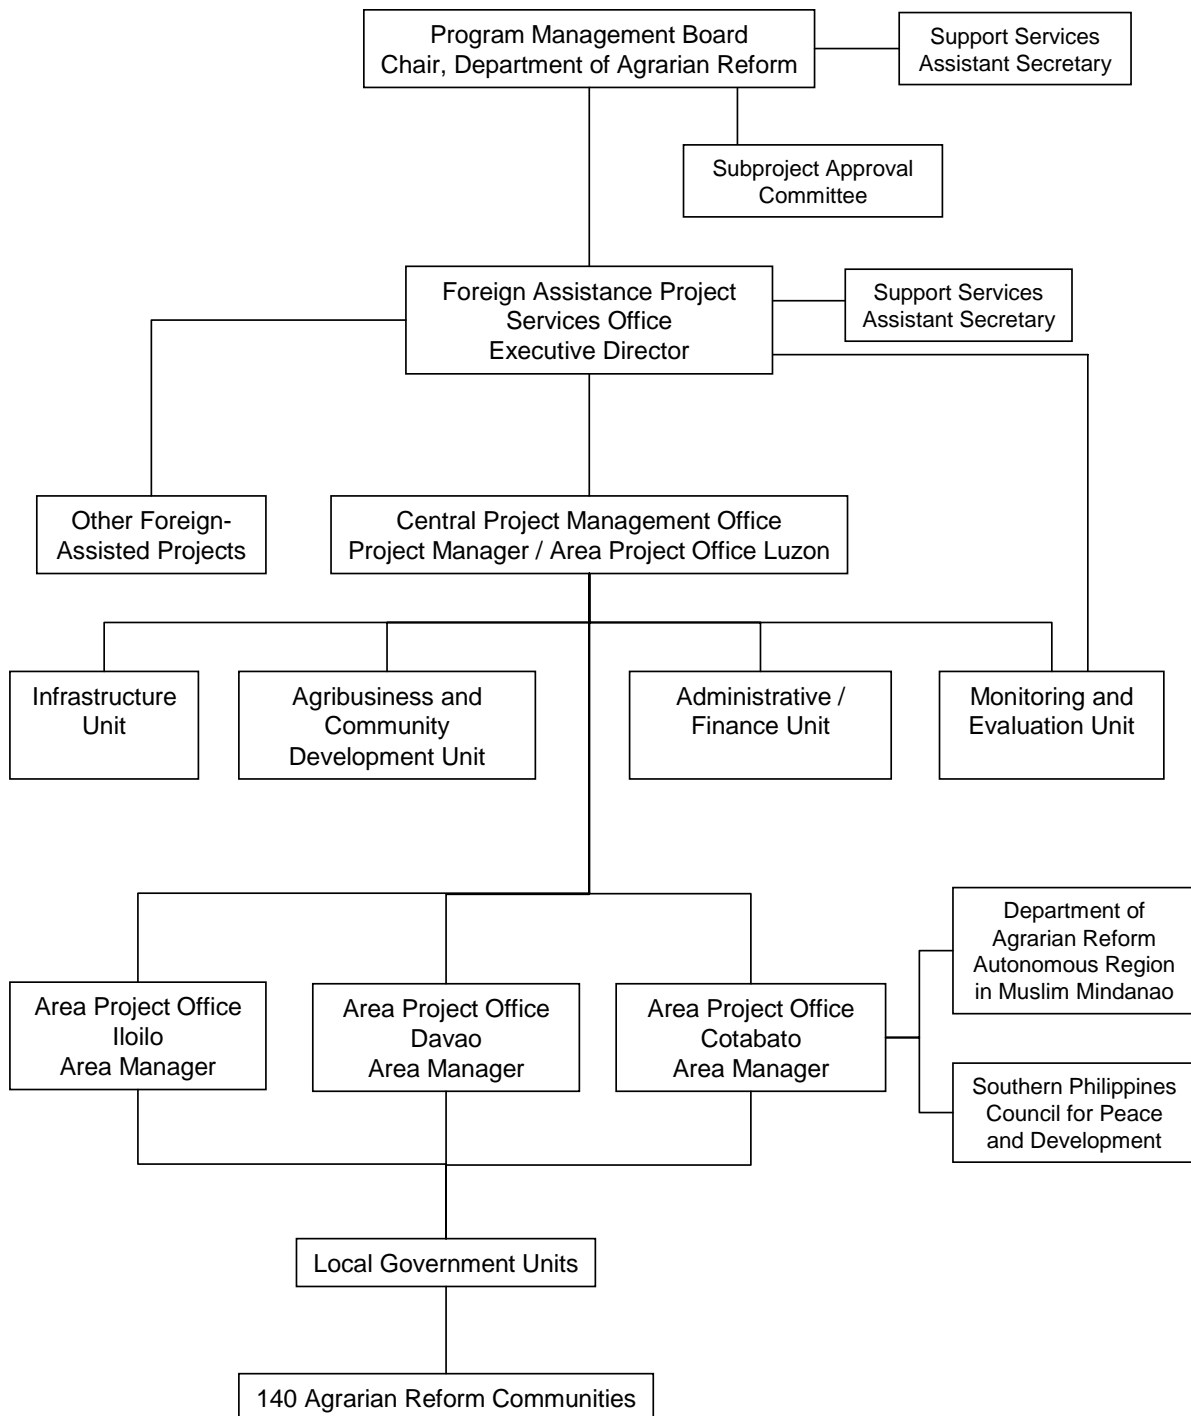 Program Management Board
Chair, Department of Agrarian Reform
Support Services
Assistant Secretary
Subproject Approval
Committee
Foreign Assistance Project
Services Office
Executive Director
Support Services
Assistant Secretary
Other Foreign-
Assisted Projects
Central Project Management Office
Project Manager / Area Project Office Luzon
Infrastructure
Unit
Agribusiness and
Community
Development Unit
Administrative /
Finance Unit
Monitoring and
Evaluation Unit
Department of
Agrarian Reform
Autonomous Region
in Muslim Mindanao
Area Project Office
Iloilo
Area Manager
Area Project Office
Davao
Area Manager
Area Project Office
Cotabato
Area Manager
Southern Philippines
Council for Peace
and Development
Local Government Units
140 Agrarian Reform Communities